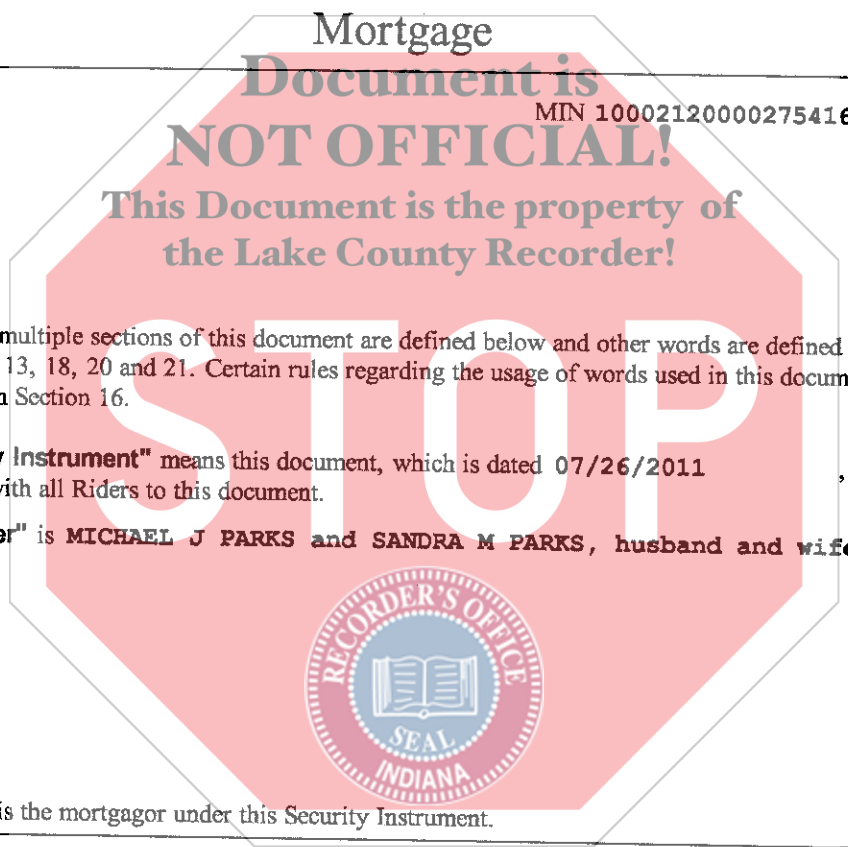 Mortgage
Document is
MIN 10002120000275416
NOT OFFICIAL!
This Document is the property of
the Lake County Recorder!
multiple sections of this document are defined below and other words are defined
13, 18, 20 and 21. Certain rules regarding the usage of words used in this docum
n Section 16.
STOP
y Instrument" means this document, which is dated 07/26/2011 ,
with all Riders to this document.
er" is MICHAEL J PARKS and SANDRA M PARKS, husband and wife
RECORDER'S OFFICE
SEAL
INDIANA
is the mortgagor under this Security Instrument.